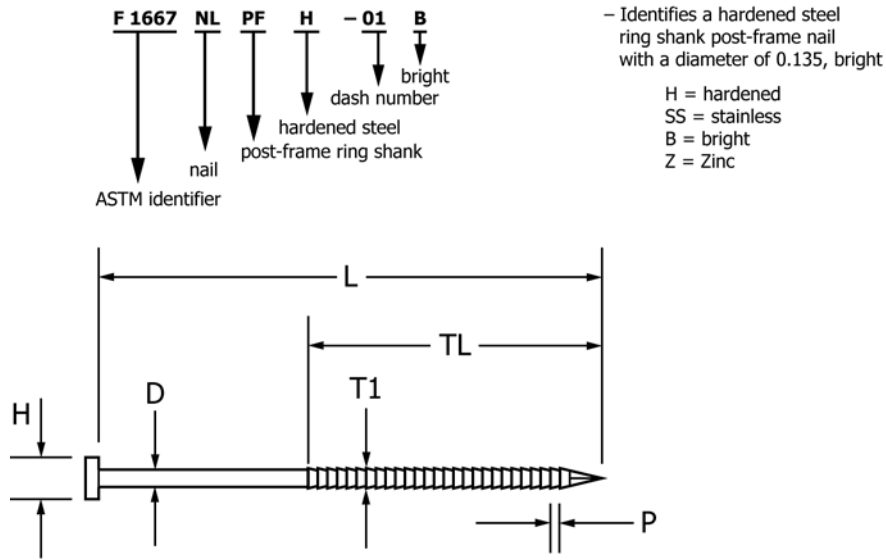 F 1667 NL PF H – 01 B
bright
dash number
hardened steel
post-frame ring shank
nail
ASTM identifier
– Identifies a hardened steel
ring shank post-frame nail
with a diameter of 0.135, bright
H = hardened
SS = stainless
B = bright
Z = Zinc
L
TL
T1
D
H
P